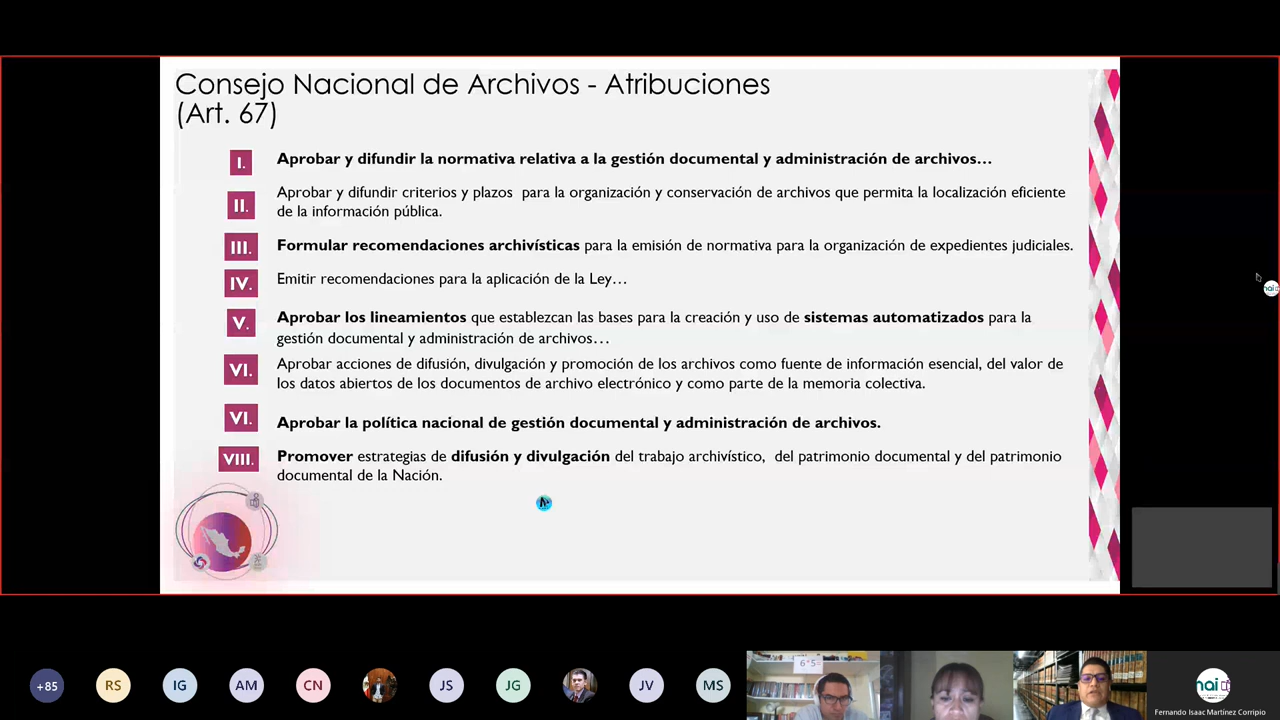 Consejo Nacional de Archivos - Atribuciones
(Art. 67)
I. Aprobar y difundir la normativa relativa a la gestión documental y administración de archivos…
II. Aprobar y difundir criterios y plazos para la organización y conservación de archivos que permita la localización eficiente
de la información pública.
III. Formular recomendaciones archivísticas para la emisión de normativa para la organización de expedientes judiciales.
IV. Emitir recomendaciones para la aplicación de la Ley…
V. Aprobar los lineamientos que establezcan las bases para la creación y uso de sistemas automatizados para la
gestión documental y administración de archivos…
VI. Aprobar acciones de difusión, divulgación y promoción de los archivos como fuente de información esencial, del valor de
los datos abiertos de los documentos de archivo electrónico y como parte de la memoria colectiva.
VI. Aprobar la política nacional de gestión documental y administración de archivos.
VIII. Promover estrategias de difusión y divulgación del trabajo archivístico, del patrimonio documental y del patrimonio
documental de la Nación.
+85 RS IG AM CN JS JG JV MS
nai
Fernando Isaac Martínez Corripio